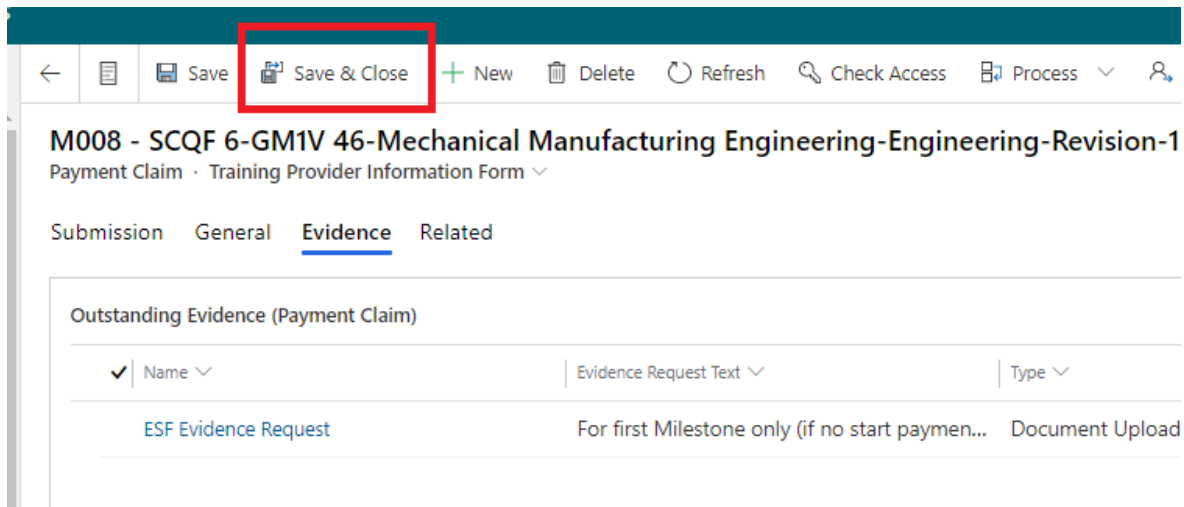 Save Save & Close New Delete Refresh Check Access Process
M008 - SCQF 6-GM1V 46-Mechanical Manufacturing Engineering-Engineering-Revision-1
Payment Claim · Training Provider Information Form
Submission General Evidence Related
Outstanding Evidence (Payment Claim)
Name Evidence Request Text Type
ESF Evidence Request For first Milestone only (if no start paymen... Document Upload